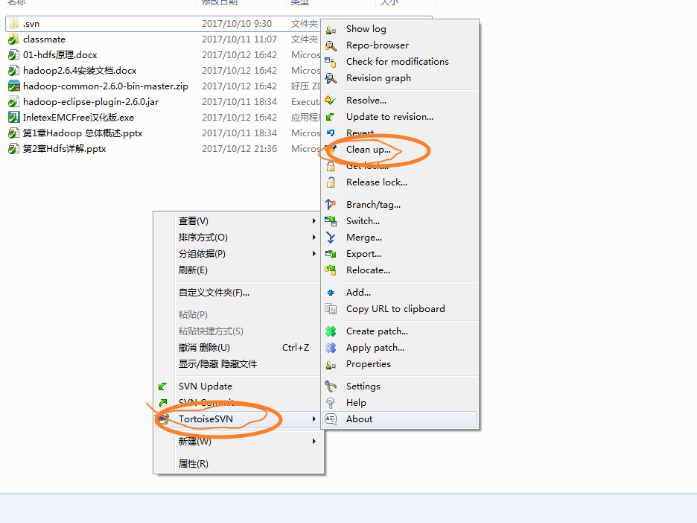 名称 修改日期 类型 大小
.svn 2017/10/10 9:30 文件夹
classmate 2017/10/11 11:07 文件夹
01-hdfs原理.docx 2017/10/12 16:42 Micros
hadoop2.6.4安装文档.docx 2017/10/12 16:42 Micros
hadoop-common-2.6.0-bin-master.zip 2017/10/12 16:42 好压 ZI
hadoop-eclipse-plugin-2.6.0.jar 2017/10/11 18:34 Executa
InletexEMCFree汉化版.exe 2017/10/12 16:42 应用程
第1章Hadoop 总体概述.pptx 2017/10/11 18:34 Micros
第2章Hdfs详解.pptx 2017/10/12 21:36 Micros
查看(V)
排序方式(O)
分组依据(P)
刷新(E)
自定义文件夹(F)...
粘贴(P)
粘贴快捷方式(S)
撤消 删除(U) Ctrl+Z
显示/隐藏 隐藏文件
SVN Update
SVN Commit...
TortoiseSVN
新建(W)
属性(R)
Show log
Repo-browser
Check for modifications
Revision graph
Resolve...
Update to revision...
Revert...
Clean up...
Get lock...
Release lock...
Branch/tag...
Switch...
Merge...
Export...
Relocate...
Add...
Copy URL to clipboard
Create patch...
Apply patch...
Properties
Settings
Help
About